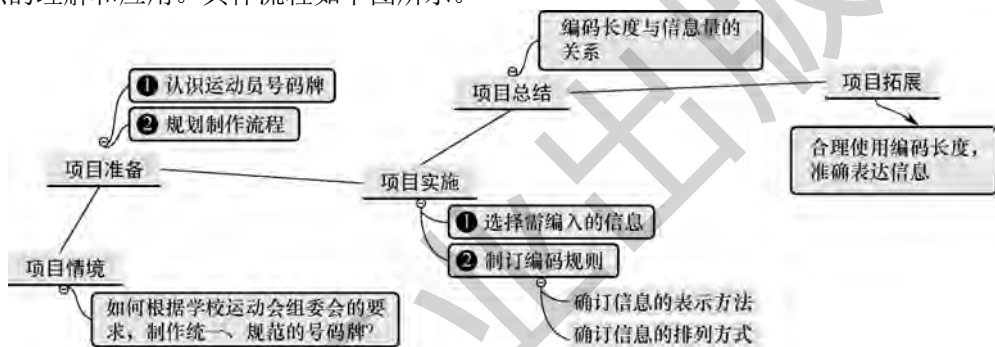 的理解和应用。具体流程如下图所示。
编码长度与信息量的
关系
❶ 认识运动员号码牌
❷ 规划制作流程
项目总结
项目拓展
合理使用编码长度，
准确表达信息
项目准备
项目实施
❶ 选择需编入的信息
❷ 制订编码规则
项目情境
如何根据学校运动会组委会的要
求，制作统一、规范的号码牌？
确订信息的表示方法
确订信息的排列方式